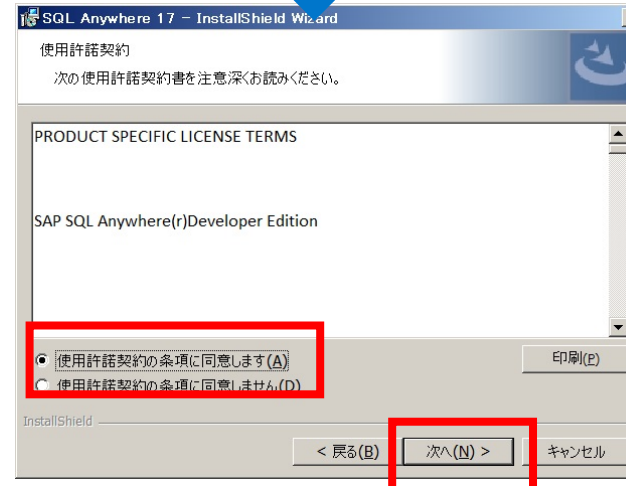 SQL Anywhere 17 - InstallShield Wizard
使用許諾契約
次の使用許諾契約書を注意深くお読みください。
PRODUCT SPECIFIC LICENSE TERMS
SAP SQL Anywhere(r)Developer Edition
使用許諾契約の条項に同意します(A)
印刷(P)
使用許諾契約の条項に同意しません(D)
InstallShield
< 戻る(B)
次へ(N) >
キャンセル